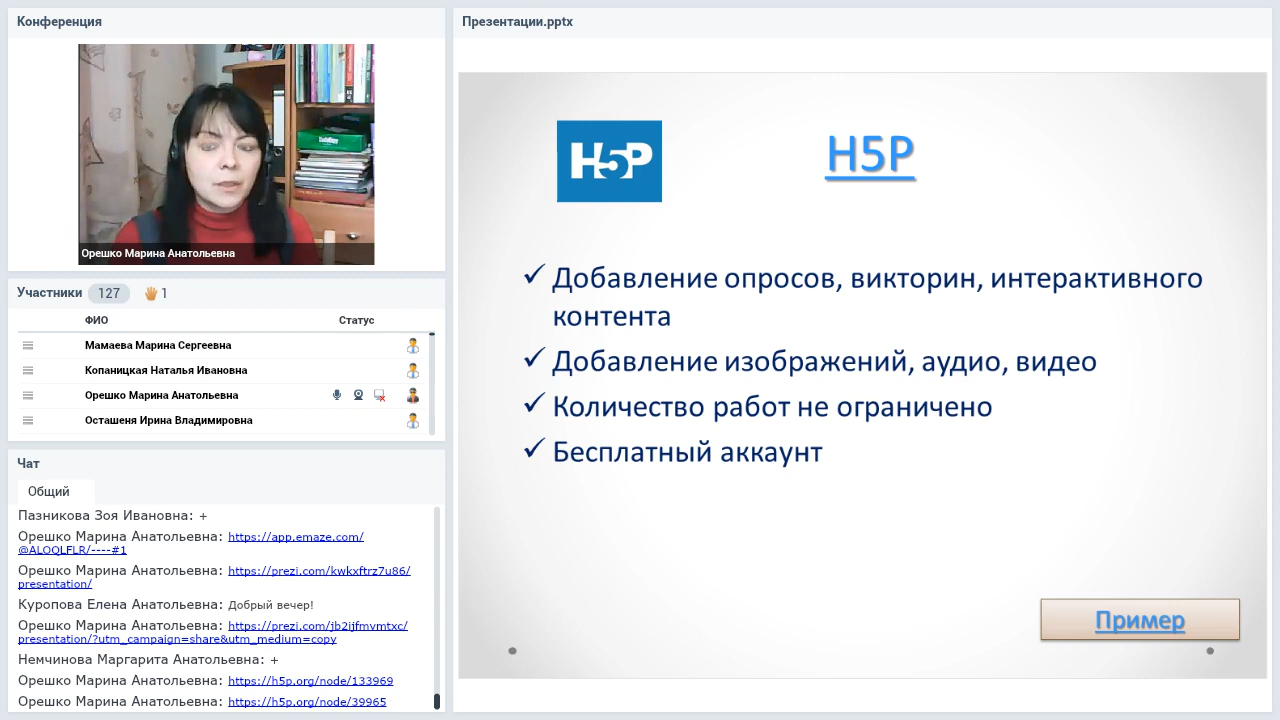 Конференция
Орешко Марина Анатольевна
Участники 127 1
ФИО Статус
Мамаева Марина Сергеевна
Копаницкая Наталья Ивановна
Орешко Марина Анатольевна
Осташеня Ирина Владимировна
Чат
Общий
Пазникова Зоя Ивановна: +
Орешко Марина Анатольевна: https://app.emaze.com/
@ALOQLFLR/----#1
Орешко Марина Анатольевна: https://prezi.com/kwkxftrz7u86/
presentation/
Куропова Елена Анатольевна: Добрый вечер!
Орешко Марина Анатольевна: https://prezi.com/jb2ijfmvmtxc/
presentation/?utm_campaign=share&utm_medium=copy
Немчинова Маргарита Анатольевна: +
Орешко Марина Анатольевна: https://h5p.org/node/133969
Орешко Марина Анатольевна: https://h5p.org/node/39965
Презентации.pptx
H5P
H5P
✓ Добавление опросов, викторин, интерактивного
контента
✓ Добавление изображений, аудио, видео
✓ Количество работ не ограничено
✓ Бесплатный аккаунт
Пример